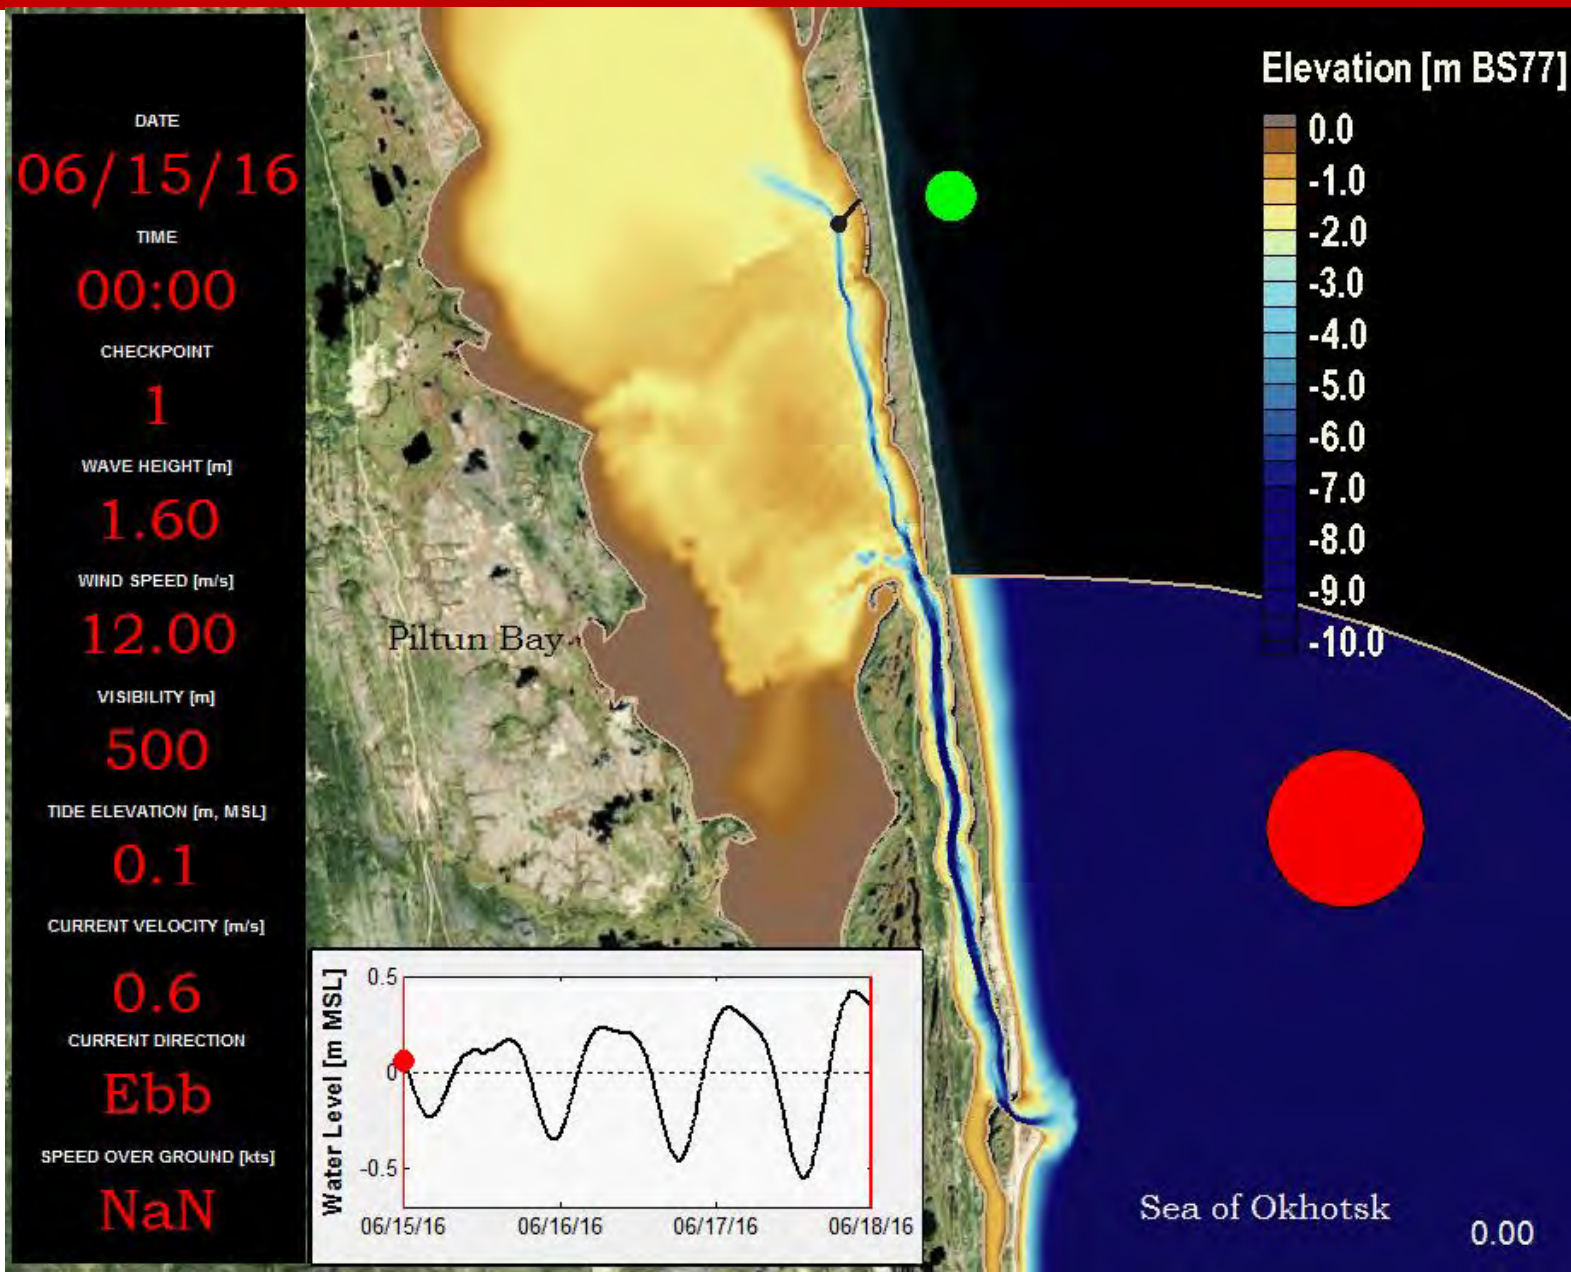 DATE
06/15/16
TIME
00:00
CHECKPOINT
1
WAVE HEIGHT [m]
1.60
WIND SPEED [m/s]
12.00
VISIBILITY [m]
500
TIDE ELEVATION [m, MSL]
0.1
CURRENT VELOCITY [m/s]
0.6
CURRENT DIRECTION
Ebb
SPEED OVER GROUND [kts]
NaN
Piltun Bay
Water Level [m MSL]
0.5
0
-0.5
06/15/16 06/16/16 06/17/16 06/18/16
Elevation [m BS77]
0.0
-1.0
-2.0
-3.0
-4.0
-5.0
-6.0
-7.0
-8.0
-9.0
-10.0
Sea of Okhotsk
0.00